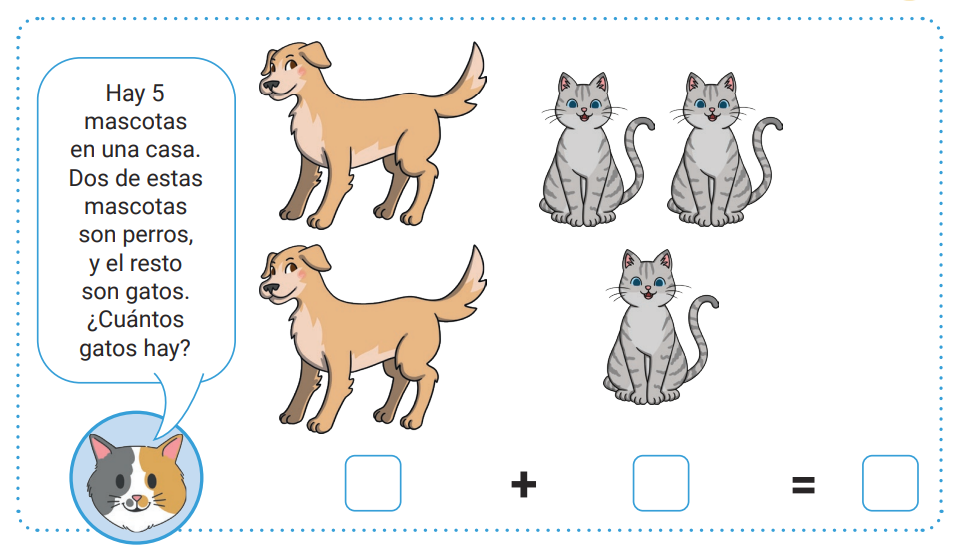 Hay 5
mascotas
en una casa.
Dos de estas
mascotas
son perros,
y el resto
son gatos.
¿Cuántos
gatos hay?
+ =